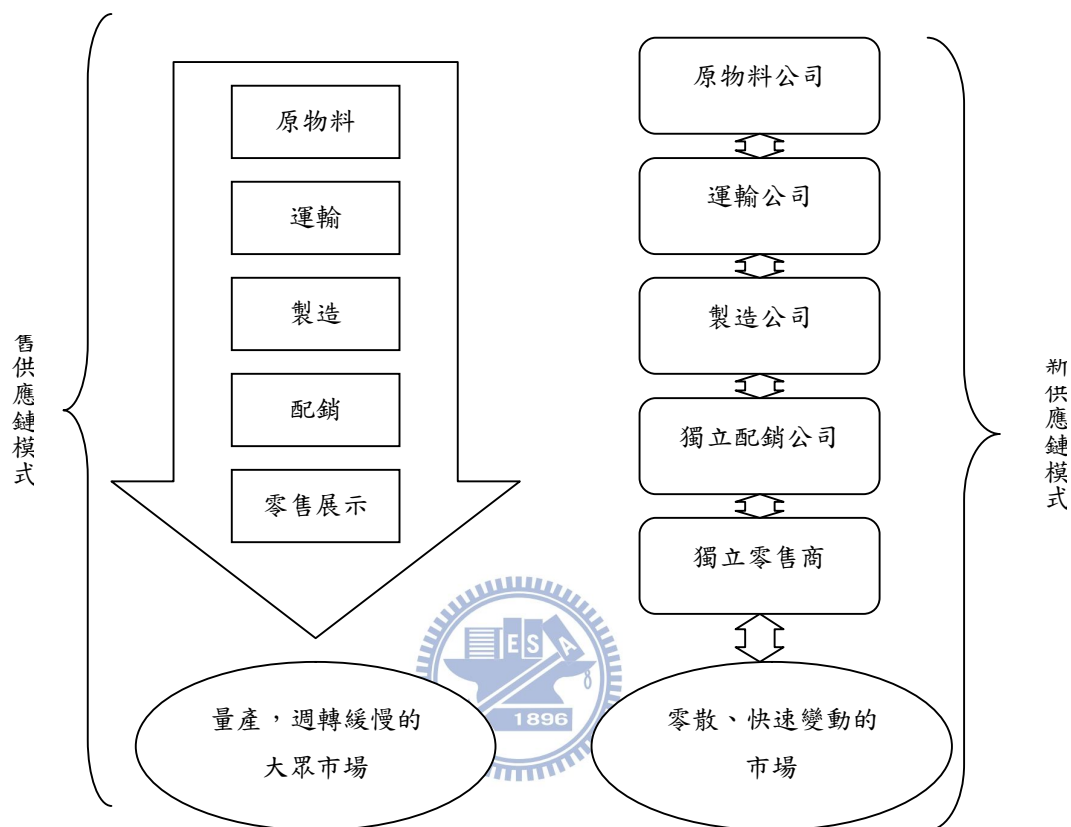 舊供應鏈模式
原物料
運輸
製造
配銷
零售展示
量產，週轉緩慢的
大眾市場
原物料公司
運輸公司
製造公司
獨立配銷公司
獨立零售商
零散、快速變動的
市場
新供應鏈模式
ESA
1896